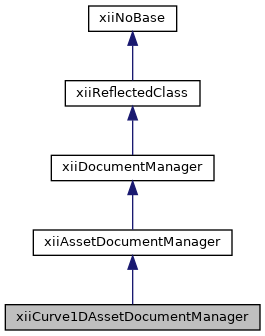 xiiNoBase
xiiReflectedClass
xiiDocumentManager
xiiAssetDocumentManager
xiiCurve1DAssetDocumentManager